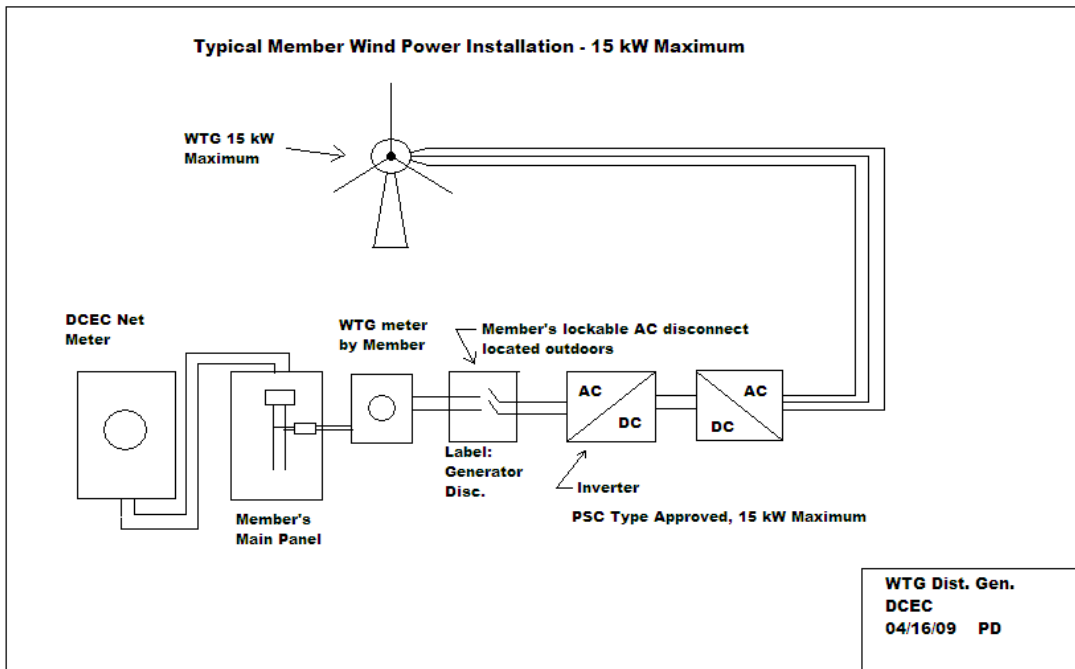 Typical Member Wind Power Installation - 15 kW Maximum
WTG 15 kW
Maximum
DCEC Net
Meter
WTG meter
by Member
Member's lockable AC disconnect
located outdoors
AC
DC
AC
DC
Label:
Generator
Disc.
Inverter
PSC Type Approved, 15 kW Maximum
Member's
Main Panel
WTG Dist. Gen.
DCEC
04/16/09 PD